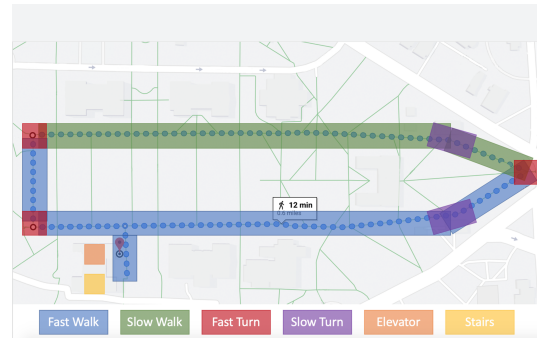 12 min
0.6 miles
Fast Walk
Slow Walk
Fast Turn
Slow Turn
Elevator
Stairs